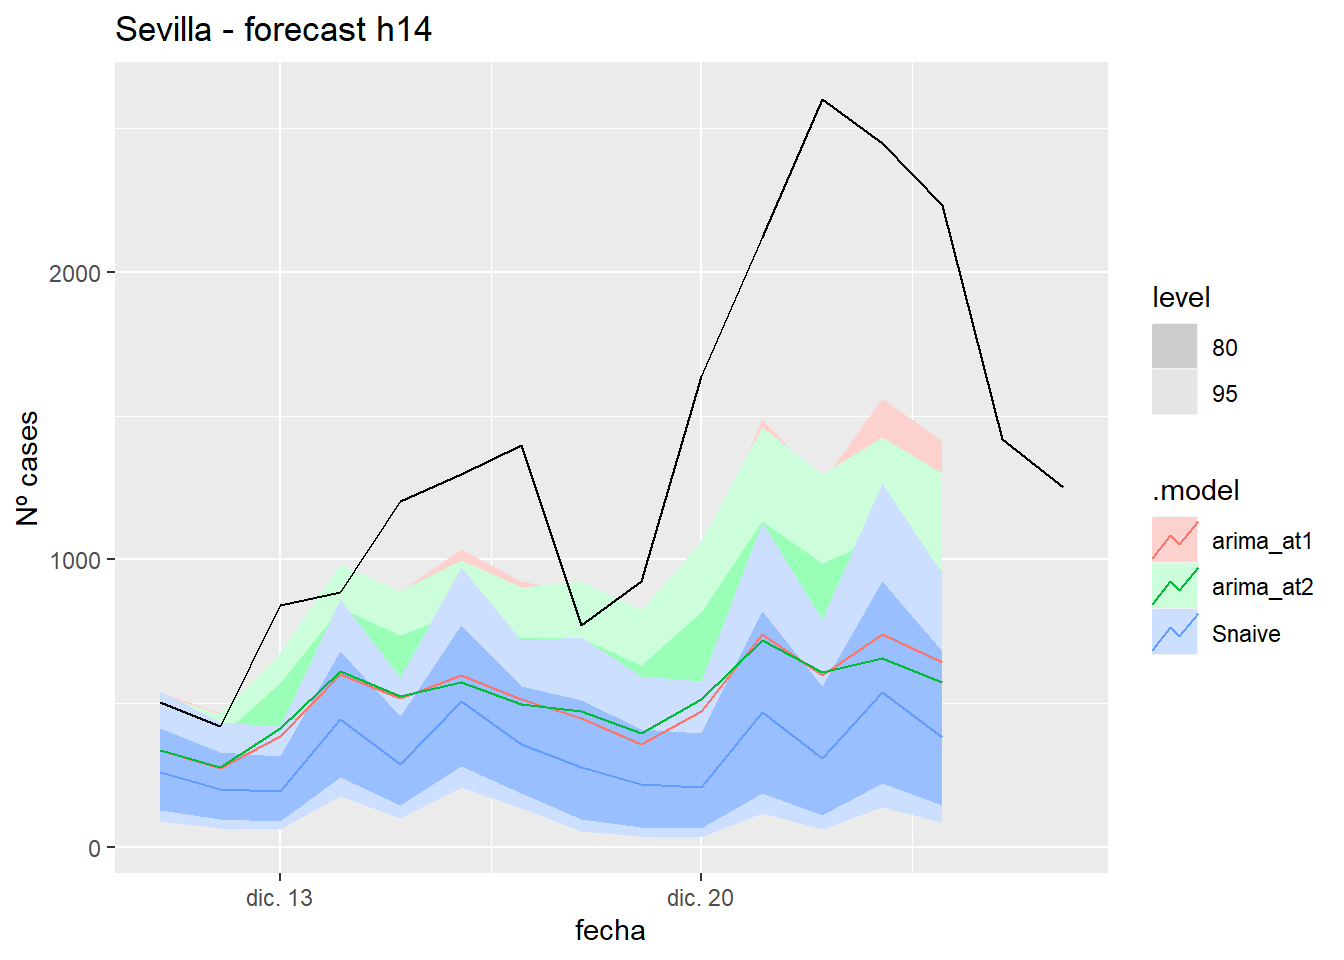 Sevilla - forecast h14
Nº cases
2000
1000
0
dic. 13
dic. 20
fecha
level
80
95
.model
arima_at1
arima_at2
Snaive